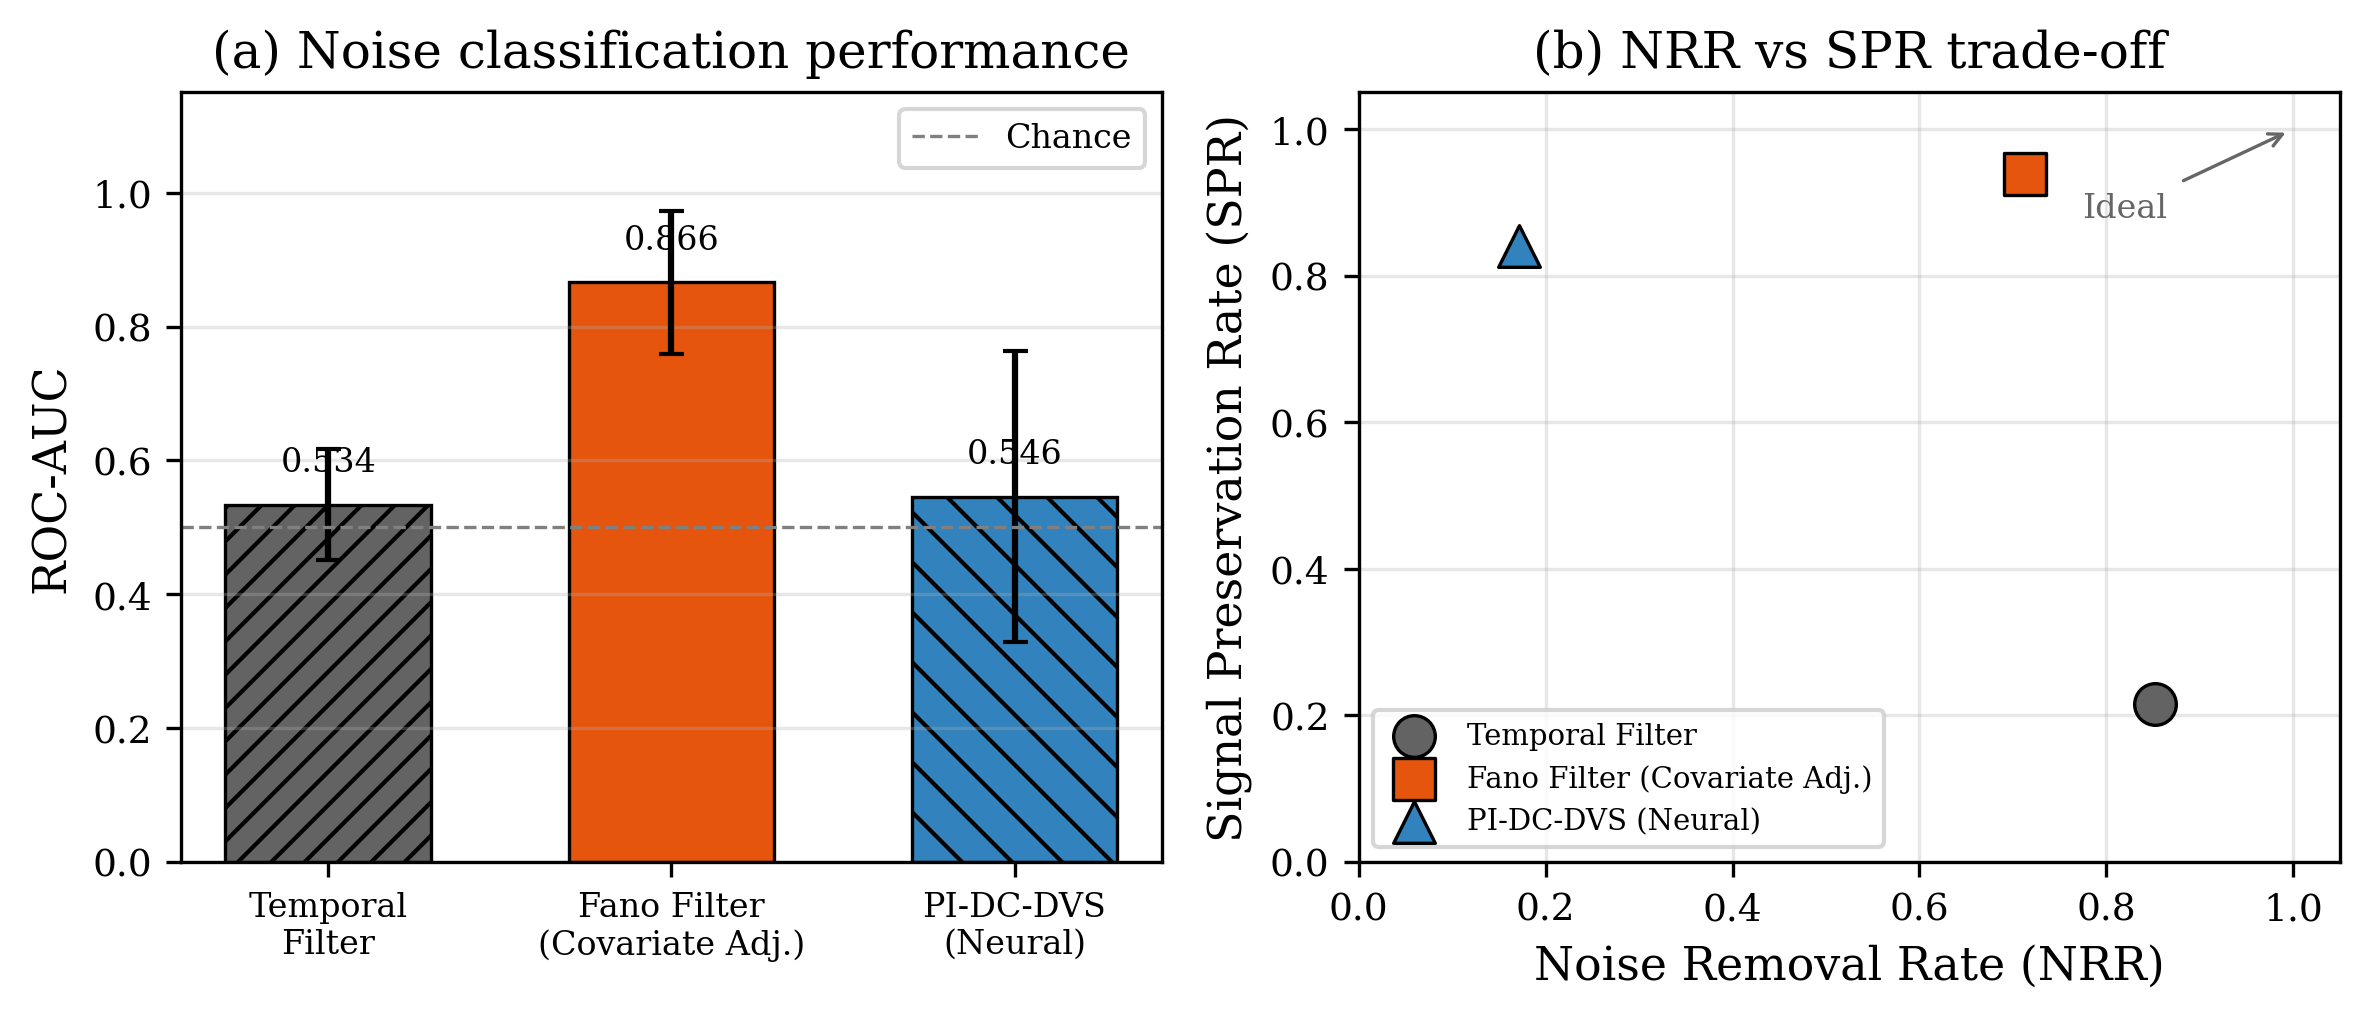 (a) Noise classification performance
ROC-AUC
1.0
0.8
0.6
0.4
0.2
0.0
Chance
0.534
0.866
0.546
Temporal
Filter
Fano Filter
(Covariate Adj.)
PI-DC-DVS
(Neural)
(b) NRR vs SPR trade-off
Signal Preservation Rate (SPR)
1.0
0.8
0.6
0.4
0.2
0.0
Ideal
Temporal Filter
Fano Filter (Covariate Adj.)
PI-DC-DVS (Neural)
0.0 0.2 0.4 0.6 0.8 1.0
Noise Removal Rate (NRR)